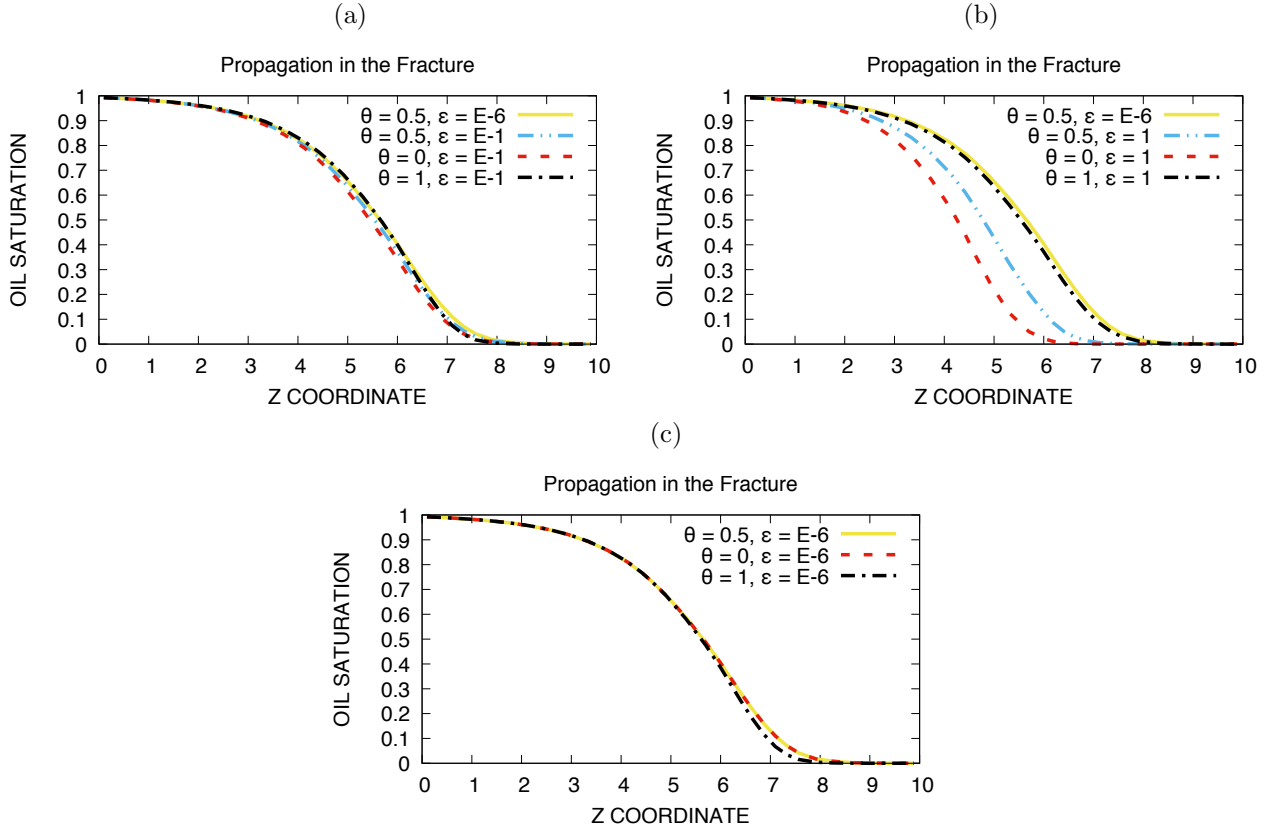 (a)
Propagation in the Fracture
OIL SATURATION
1
0.9
0.8
0.7
0.6
0.5
0.4
0.3
0.2
0.1
0
θ = 0.5, ε = E-6
θ = 0.5, ε = E-1
θ = 0, ε = E-1
θ = 1, ε = E-1
0 1 2 3 4 5 6 7 8 9 10
Z COORDINATE
(b)
Propagation in the Fracture
OIL SATURATION
1
0.9
0.8
0.7
0.6
0.5
0.4
0.3
0.2
0.1
0
θ = 0.5, ε = E-6
θ = 0.5, ε = 1
θ = 0, ε = 1
θ = 1, ε = 1
0 1 2 3 4 5 6 7 8 9 10
Z COORDINATE
(c)
Propagation in the Fracture
OIL SATURATION
1
0.9
0.8
0.7
0.6
0.5
0.4
0.3
0.2
0.1
0
θ = 0.5, ε = E-6
θ = 0, ε = E-6
θ = 1, ε = E-6
0 1 2 3 4 5 6 7 8 9 10
Z COORDINATE